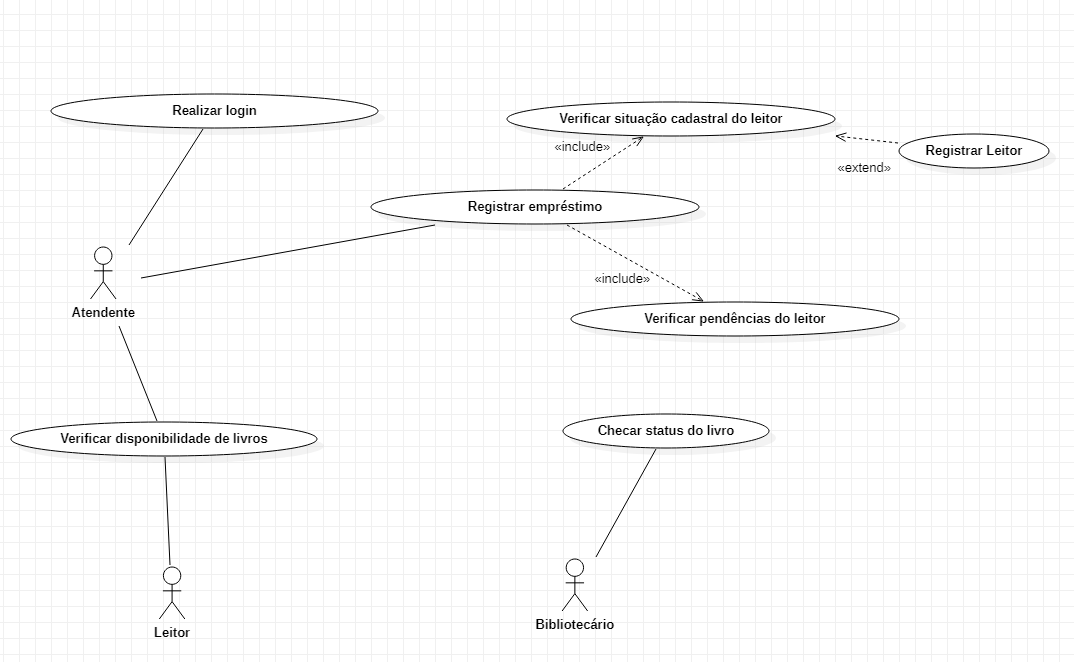 Realizar login
Verificar situação cadastral do leitor
«include»
Registrar Leitor
«extend»
Registrar empréstimo
«include»
Atendente
Verificar pendências do leitor
Verificar disponibilidade de livros
Checar status do livro
Leitor
Bibliotecário